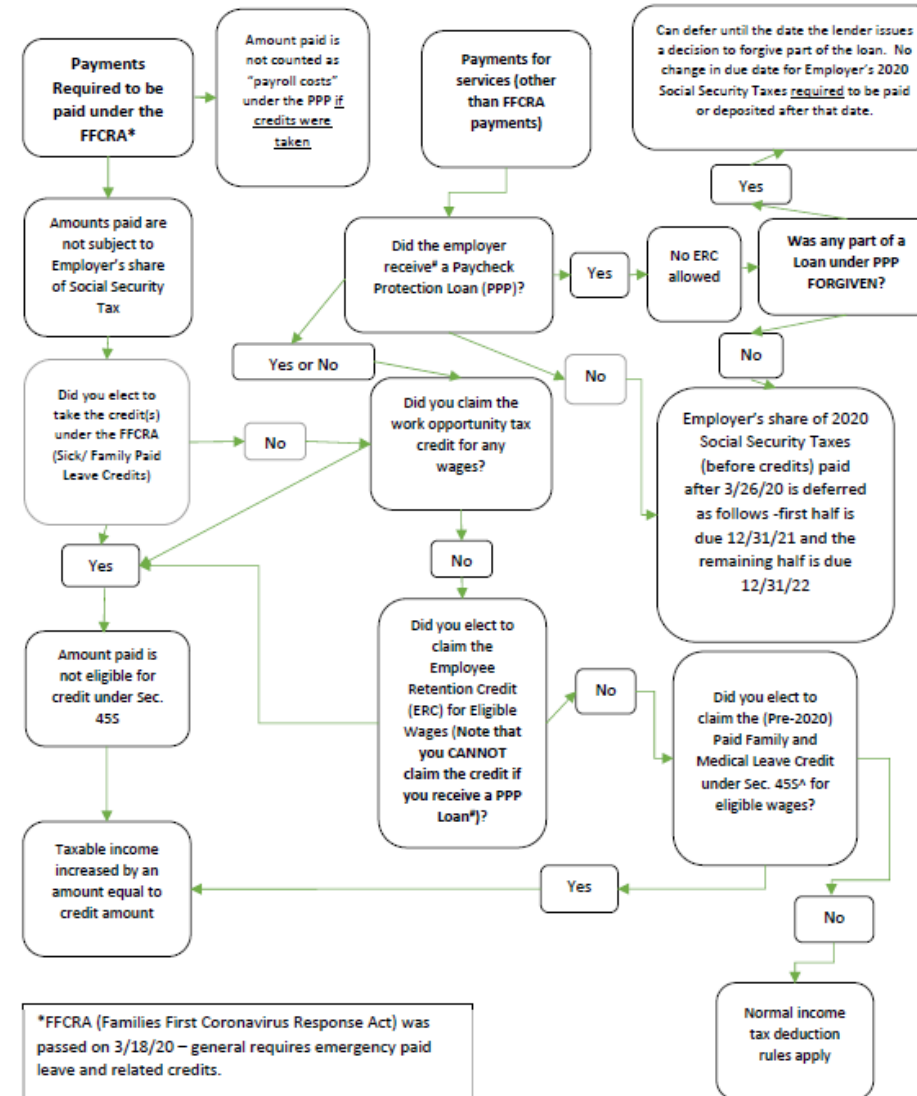 Payments
Required to be
paid under the
FFCRA*
Amount paid is
not counted as
“payroll costs”
under the PPP if
credits were
taken
Payments for
services (other
than FFCRA
payments)
Can defer until the date the lender issues
a decision to forgive part of the loan. No
change in due date for Employer’s 2020
Social Security Taxes required to be paid
or deposited after that date.
Yes
Amounts paid are
not subject to
Employer’s share
of Social Security
Tax
Did the employer
receive# a Paycheck
Protection Loan (PPP)?
Yes
No ERC
allowed
Was any part of a
Loan under PPP
FORGIVEN?
Yes or No
No
No
Did you elect to
take the credit(s)
under the FFCRA
(Sick/ Family Paid
Leave Credits)
No
Did you claim the
work opportunity tax
credit for any
wages?
Employer’s share of 2020
Social Security Taxes
(before credits) paid
after 3/26/20 is deferred
as follows -first half is
due 12/31/21 and the
remaining half is due
12/31/22
Yes
No
Amount paid is
not eligible for
credit under Sec.
45S
Did you elect to
claim the
Employee
Retention Credit
(ERC) for Eligible
Wages (Note that
you CANNOT
claim the credit if
you receive a PPP
Loan#)?
No
Did you elect to
claim the (Pre-2020)
Paid Family and
Medical Leave Credit
under Sec. 45S^ for
eligible wages?
Taxable income
increased by an
amount equal to
credit amount
Yes
No
Normal income
tax deduction
rules apply
*FFCRA (Families First Coronavirus Response Act) was
passed on 3/18/20 – general requires emergency paid
leave and related credits.